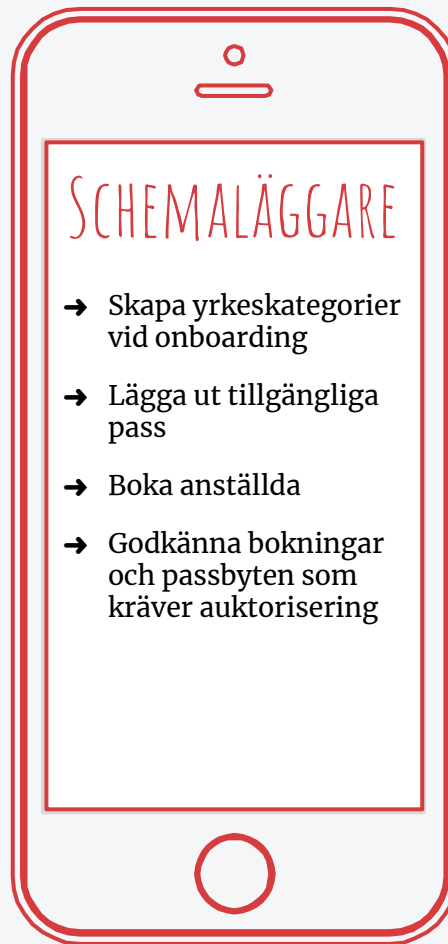 SCHEMALÄGGARE
➜ Skapa yrkeskategorier
vid onboarding
➜ Lägga ut tillgängliga
pass
➜ Boka anställda
➜ Godkänna bokningar
och passbyten som
kräver auktorisering